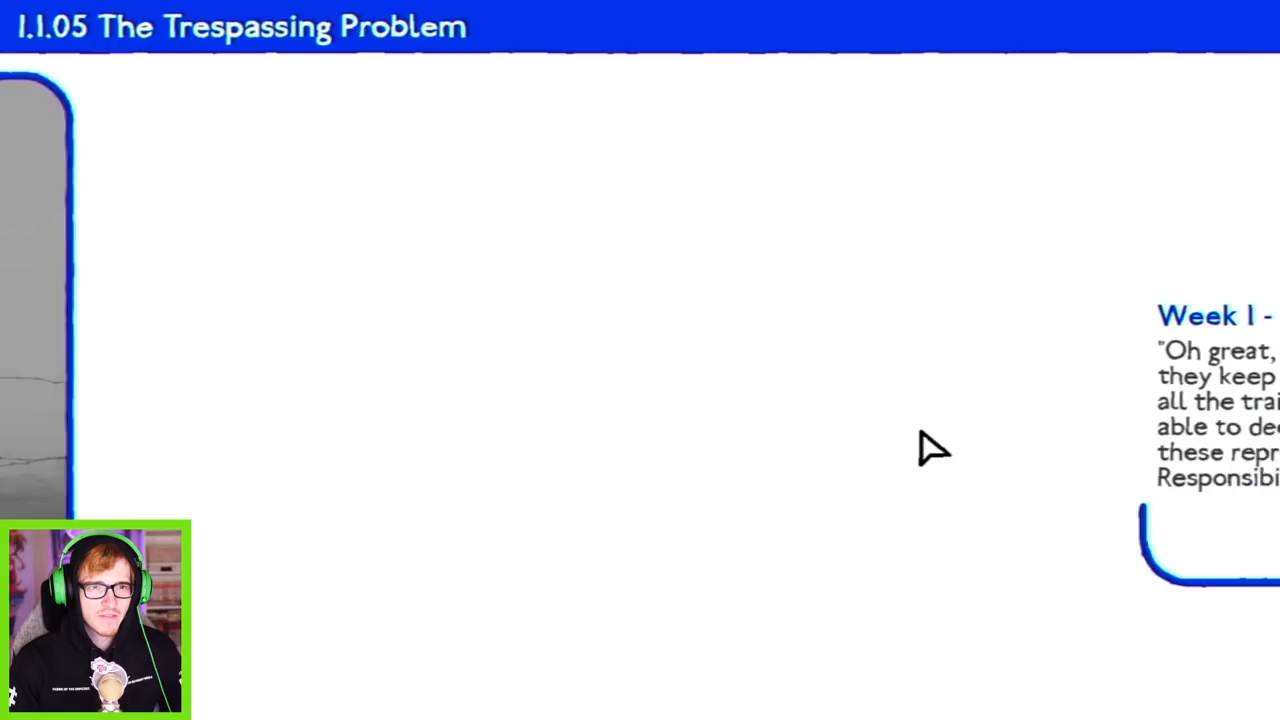 1.1.05 The Trespassing Problem
Week 1 -
"Oh great,
they keep
all the trai
able to de
these repr
Responsibi